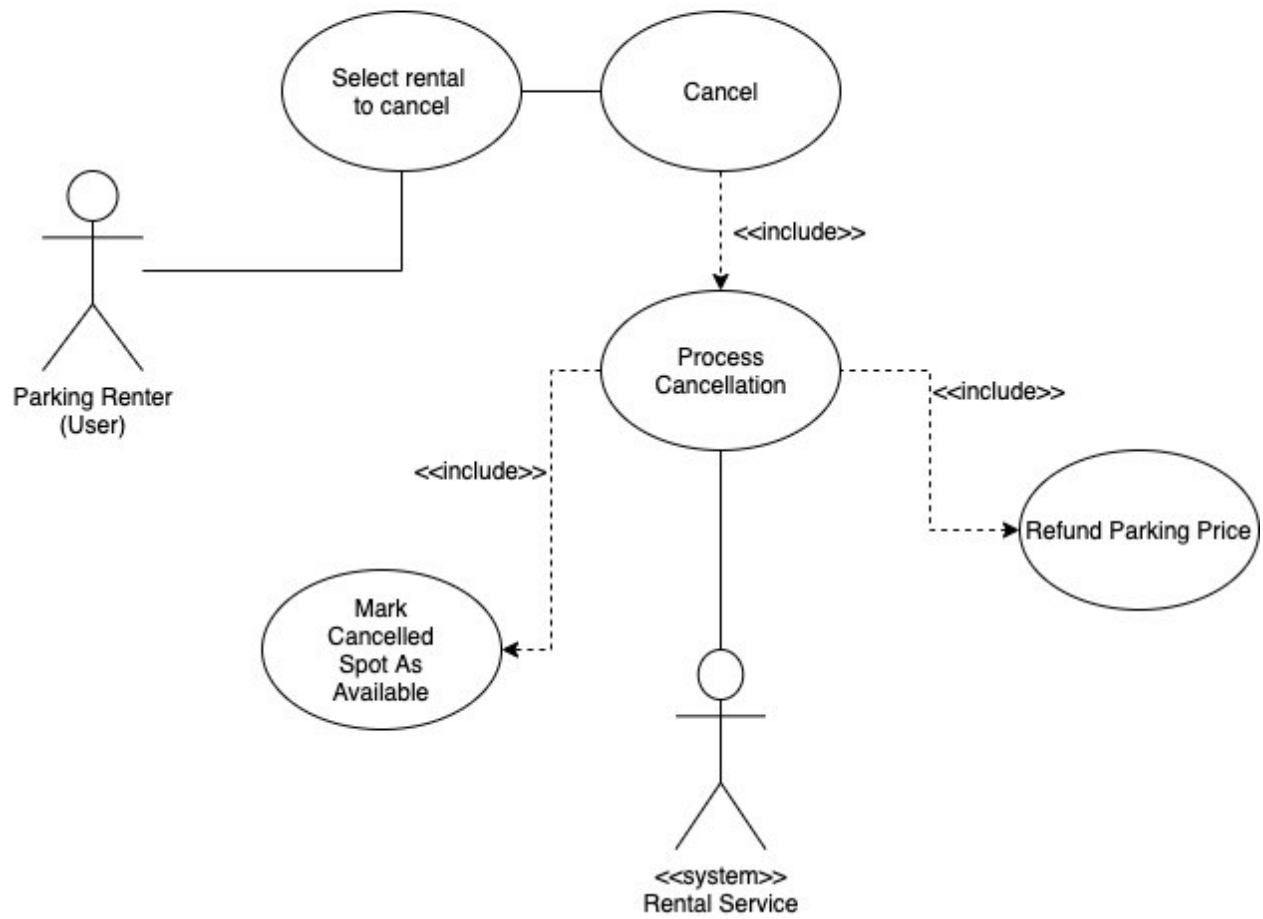 Select rental
to cancel
Cancel
<<include>>
Parking Renter
(User)
Process
Cancellation
<<include>>
<<include>>
Refund Parking Price
Mark
Cancelled
Spot As
Available
<<system>>
Rental Service